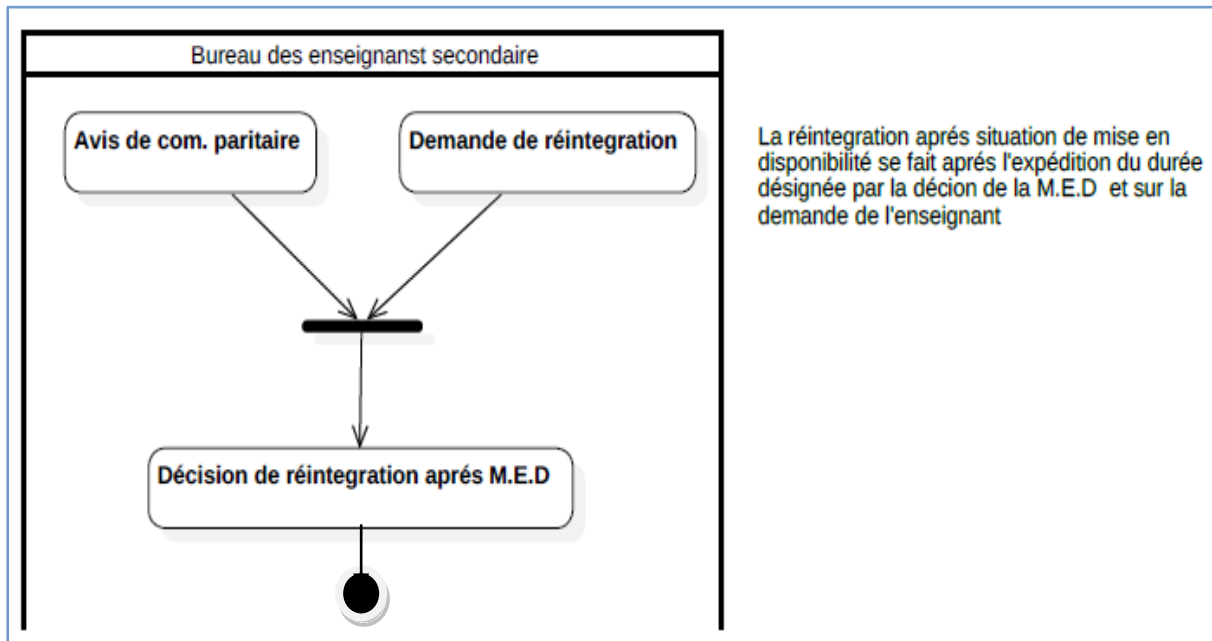 Bureau des enseignanst secondaire
Avis de com. paritaire
Demande de réintegration
La réintegration aprés situation de mise en
disponibilité se fait aprés l'expédition du durée
désignée par la décion de la M.E.D et sur la
demande de l'enseignant
Décision de réintegration aprés M.E.D